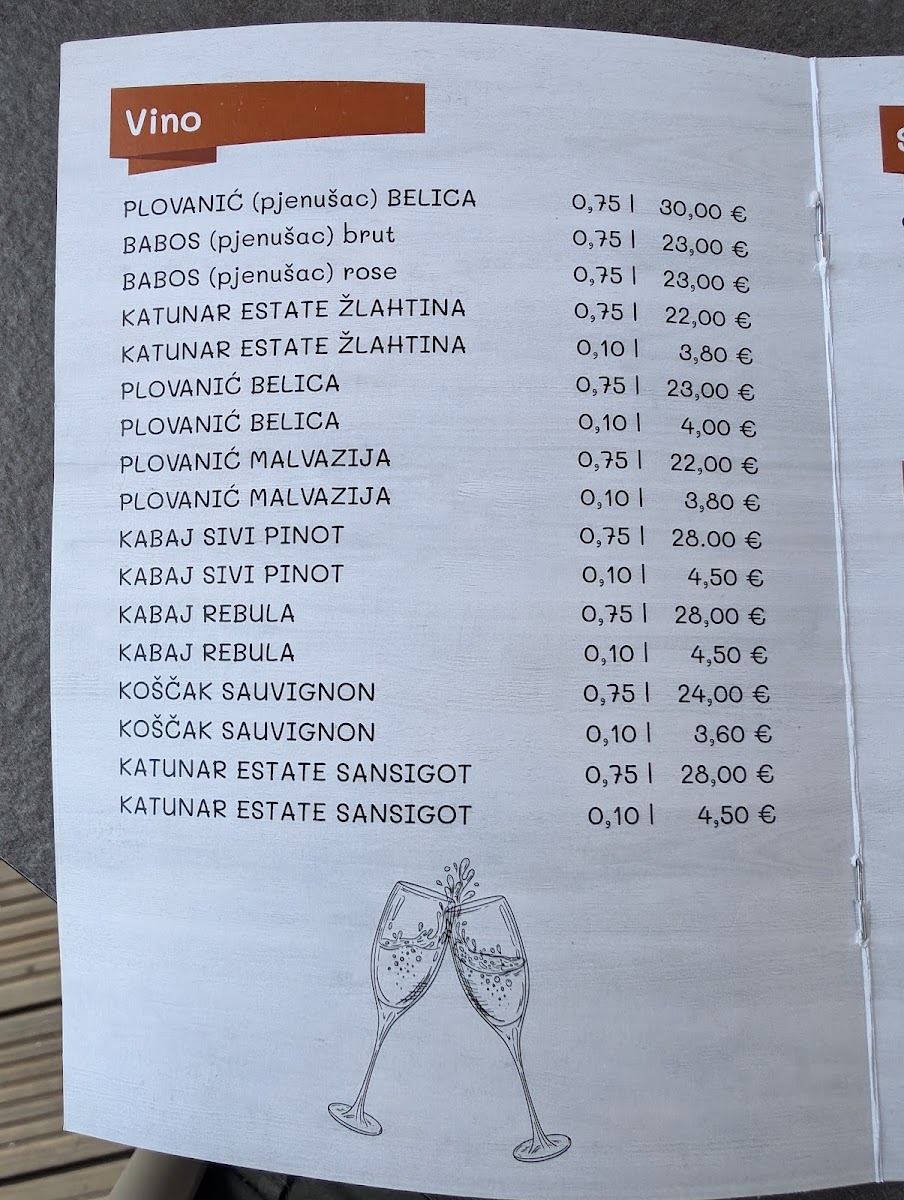 Vino
PLOVANIĆ (pjenušac) BELICA 0,75 l 30,00 €
BABOS (pjenušac) brut 0,75 l 23,00 €
BABOS (pjenušac) rose 0,75 l 23,00 €
KATUNAR ESTATE ŽLAHTINA 0,75 l 22,00 €
KATUNAR ESTATE ŽLAHTINA 0,10 l 3,80 €
PLOVANIĆ BELICA 0,75 l 23,00 €
PLOVANIĆ BELICA 0,10 l 4,00 €
PLOVANIĆ MALVAZIJA 0,75 l 22,00 €
PLOVANIĆ MALVAZIJA 0,10 l 3,80 €
KABAJ SIVI PINOT 0,75 l 28.00 €
KABAJ SIVI PINOT 0,10 l 4,50 €
KABAJ REBULA 0,75 l 28,00 €
KABAJ REBULA 0,10 l 4,50 €
KOŠČAK SAUVIGNON 0,75 l 24,00 €
KOŠČAK SAUVIGNON 0,10 l 3,60 €
KATUNAR ESTATE SANSIGOT 0,75 l 28,00 €
KATUNAR ESTATE SANSIGOT 0,10 l 4,50 €